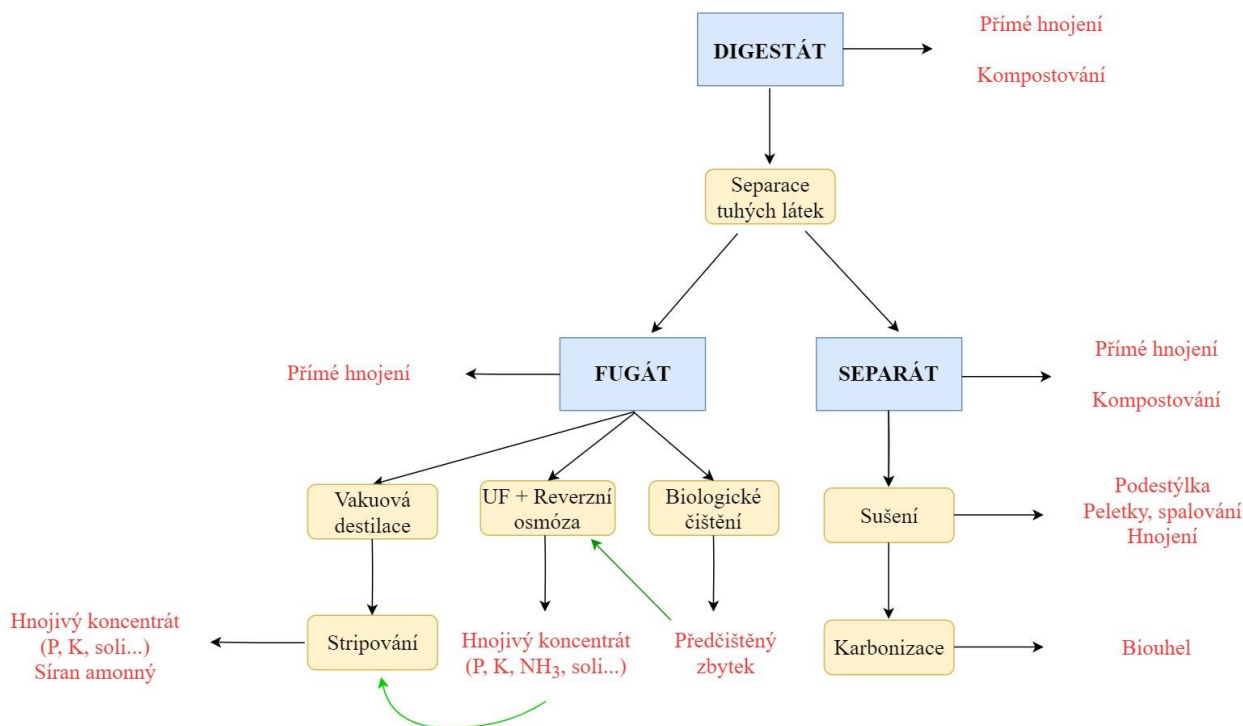 DIGESTÁT
Přímé hnojení
Kompostování
Separace
tuhých látek
Přímé hnojení
FUGÁT
SEPARÁT
Přímé hnojení
Kompostování
Vakuová
destilace
UF + Reverzní
osmóza
Biologické
čištění
Sušení
Podestýlka
Peletky, spalování
Hnojení
Hnojivý koncentrát
(P, K, soli...)
Síran amonný
Stripování
Hnojivý koncentrát
(P, K, NH₃, soli...)
Předčištěný
zbytek
Karbonizace
Biouhel